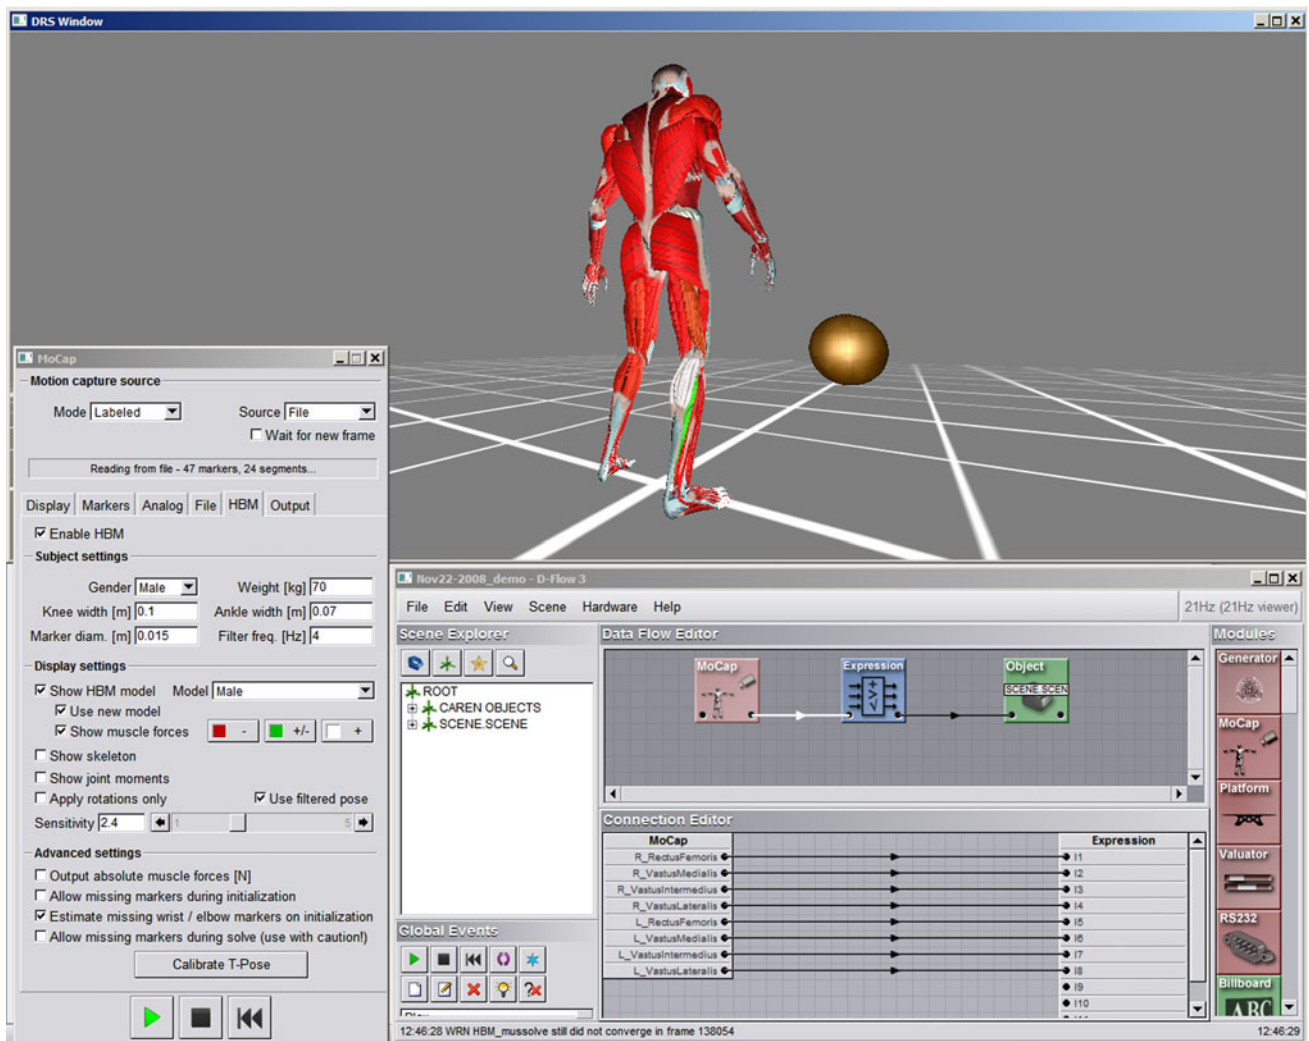 DRS Window
MoCap
Motion capture source
Mode Labeled Source File
Wait for new frame
Reading from file - 47 markers, 24 segments...
Display Markers Analog File HBM Output
Enable HBM
Subject settings
Gender Male Weight [kg] 70
Knee width [m] 0.1 Ankle width [m] 0.07
Marker diam. [m] 0.015 Filter freq. [Hz] 4
Display settings
Show HBM model Model Male
Use new model
Show muscle forces - +/- +
Show skeleton
Show joint moments
Apply rotations only Use filtered pose
Sensitivity 2.4 1 5
Advanced settings
Output absolute muscle forces [N]
Allow missing markers during initialization
Estimate missing wrist / elbow markers on initialization
Allow missing markers during solve (use with caution!)
Calibrate T-Pose
Nov22-2008_demo - D-Flow 3
File Edit View Scene Hardware Help
21Hz (21Hz viewer)
Scene Explorer
ROOT
CAREN OBJECTS
SCENE.SCENE
Global Events
Data Flow Editor
MoCap Expression Object
SCENE.SCEN
Connection Editor
MoCap Expression
R_RectusFemoris I1
R_VastusMedialis I2
R_VastusIntermedius I3
R_VastusLateralis I4
L_RectusFemoris I5
L_VastusMedialis I6
L_VastusIntermedius I7
L_VastusLateralis I8
I9
I10
Modules
Generator
MoCap
Platform
Valuator
RS232
Billboard
ABC
12:46:28 WRN HBM_mussolve still did not converge in frame 138054
12:46:29